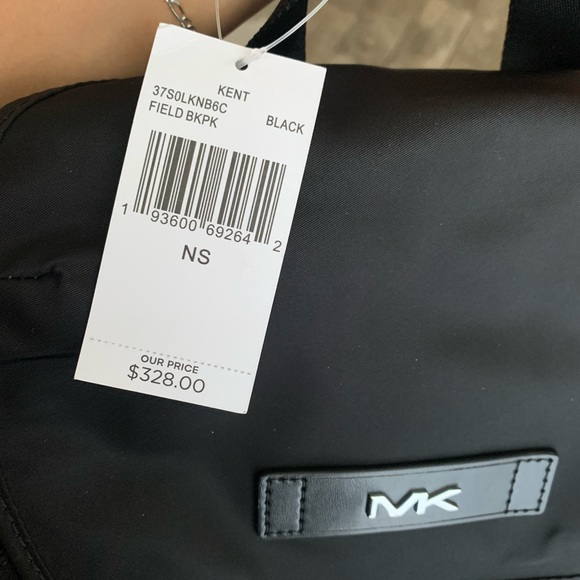 KENT
37S0LKNB6C
FIELD BKPK BLACK
1 93600 69264 2
NS
OUR PRICE
$328.00
MK